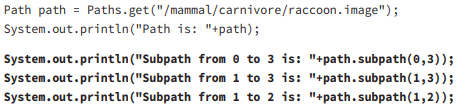 Path path = Paths.get("/mammal/carnivore/raccoon.image");
System.out.println("Path is: "+path);
System.out.println("Subpath from 0 to 3 is: "+path.subpath(0,3));
System.out.println("Subpath from 1 to 3 is: "+path.subpath(1,3));
System.out.println("Subpath from 1 to 2 is: "+path.subpath(1,2));